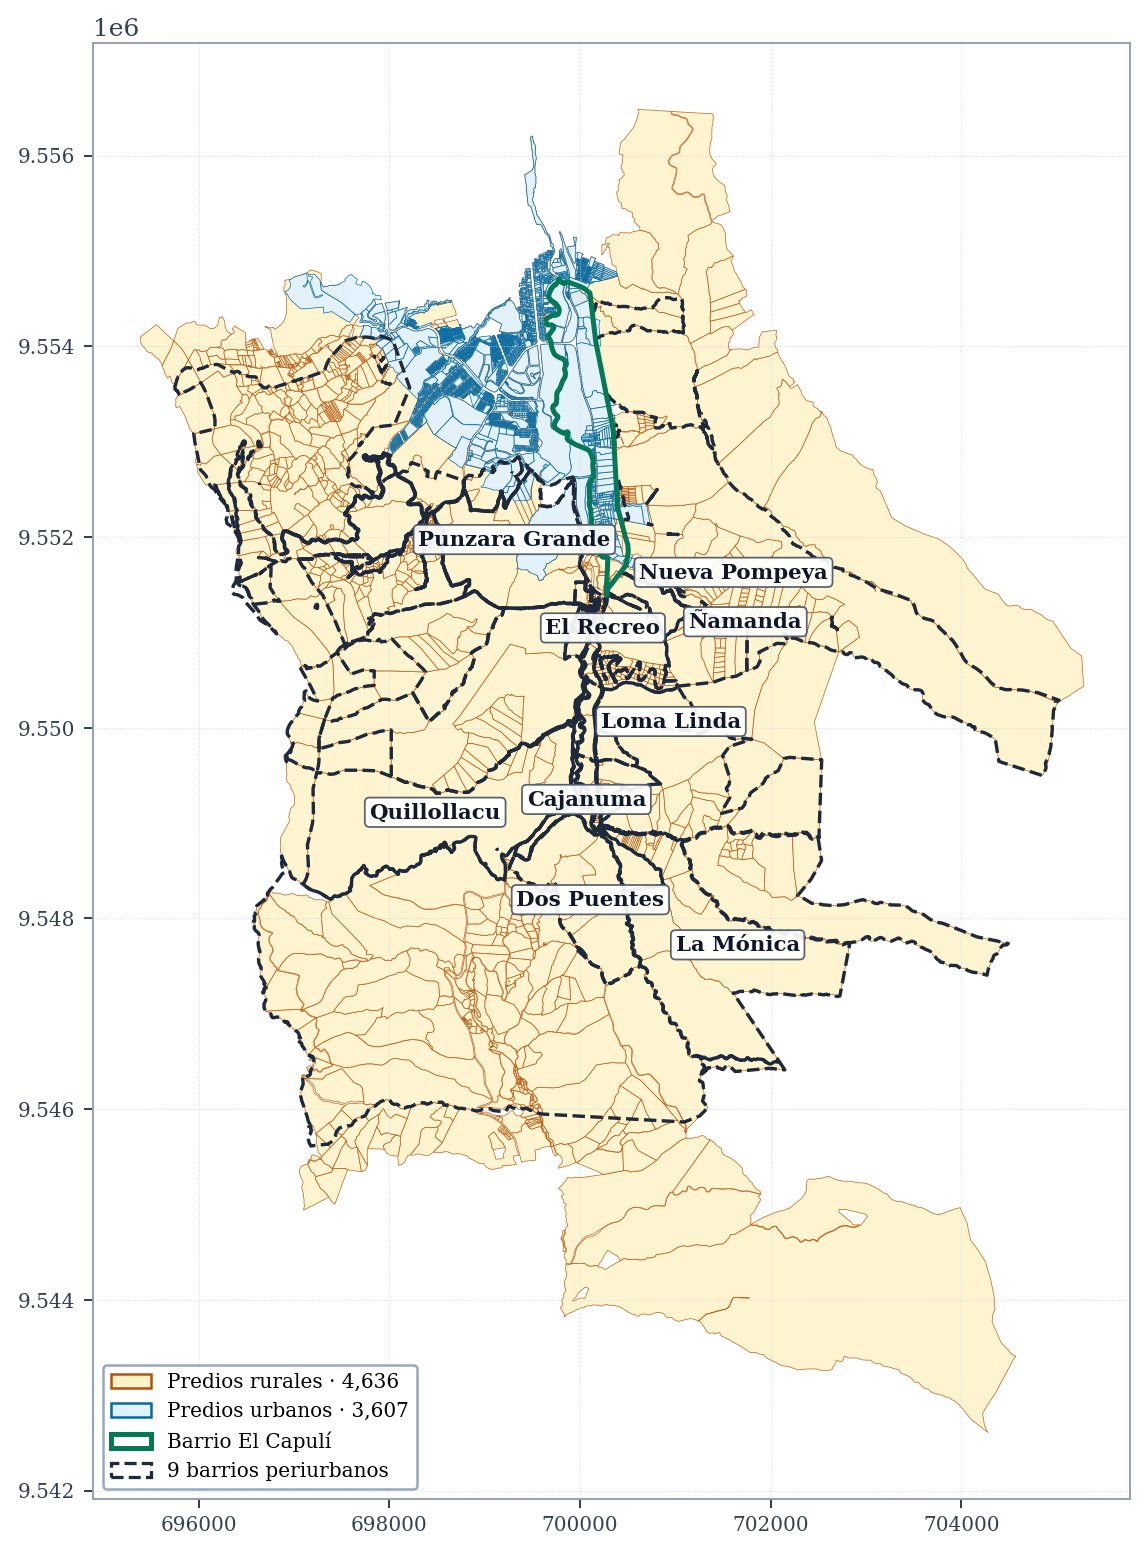 1e6
9.556
9.554
9.552
9.550
9.548
9.546
9.544
9.542
Punzara Grande
Nueva Pompeya
Ñamanda
El Recreo
Loma Linda
Cajanuma
Quillollacu
Dos Puentes
La Mónica
Predios rurales · 4,636
Predios urbanos · 3,607
Barrio El Capulí
9 barrios periurbanos
696000
698000
700000
702000
704000